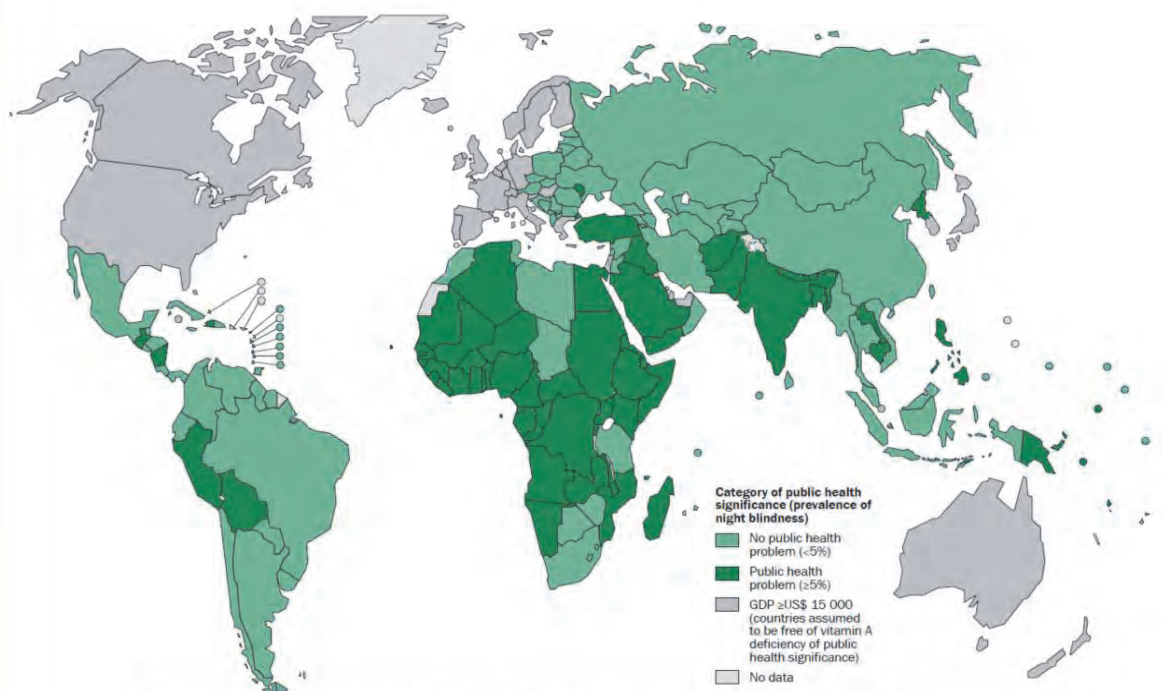 Category of public health
significance (prevalence of
night blindness)
No public health
problem (<5%)
Public health
problem (≥5%)
GDP ≥US$ 15 000
(countries assumed
to be free of vitamin A
deficiency of public
health significance)
No data